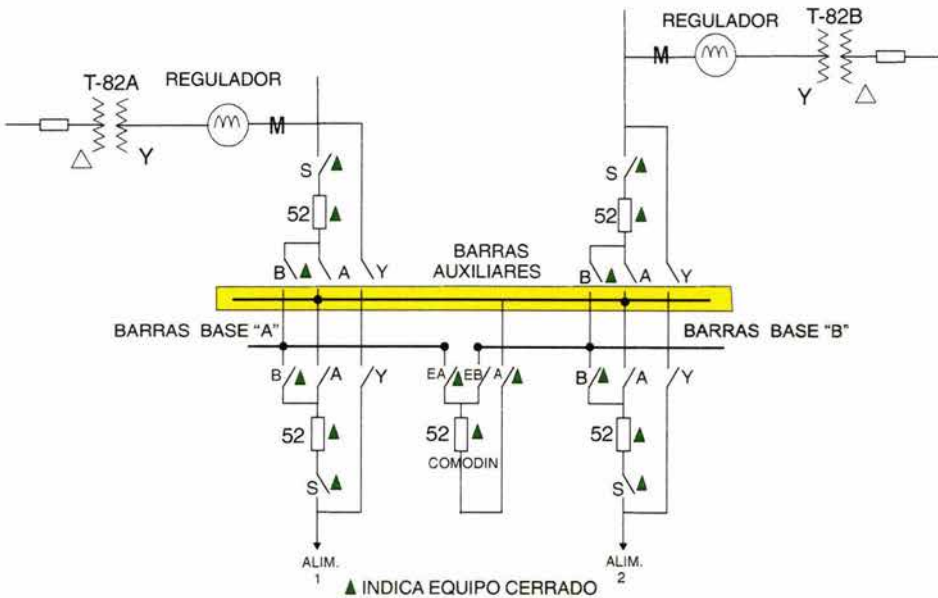 T-82B
REGULADOR
M
Y
T-82A
REGULADOR
M
Y
S
52
S
52
B A Y
BARRAS
AUXILIARES
B A Y
BARRAS BASE "A"
BARRAS BASE "B"
B A Y
EA EB A
B A Y
52
52
COMODIN
52
S
S
ALIM.
1
ALIM.
2
INDICA EQUIPO CERRADO